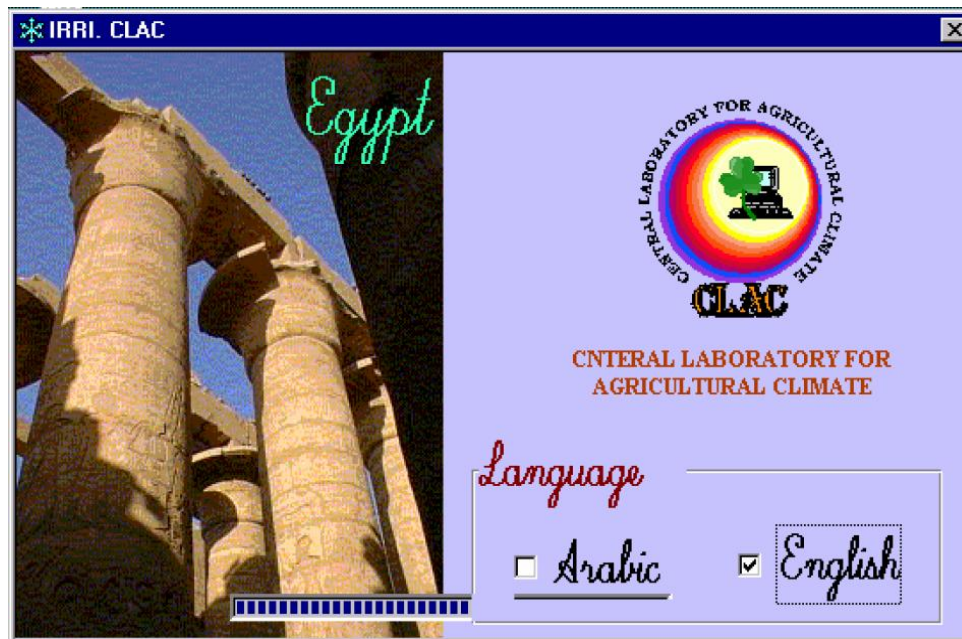 IRRI. CLAC
Egypt
CENTRAL LABORATORY FOR AGRICULTURAL CLIMATE
CLAC
CNTERAL LABORATORY FOR
AGRICULTURAL CLIMATE
Language
Arabic
English